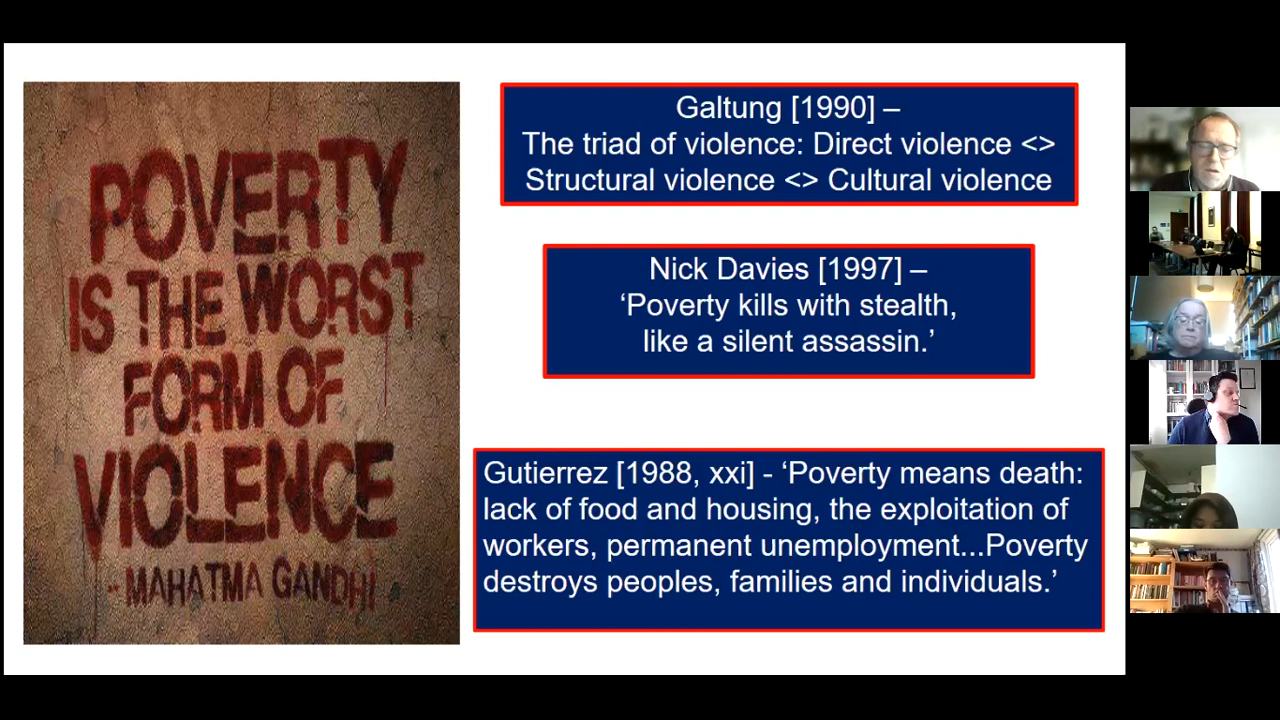 POVERTY
IS THE WORST
FORM OF
VIOLENCE
- MAHATMA GANDHI
Galtung [1990] –
The triad of violence: Direct violence <>
Structural violence <> Cultural violence
Nick Davies [1997] –
‘Poverty kills with stealth,
like a silent assassin.’
Gutierrez [1988, xxi] - ‘Poverty means death:
lack of food and housing, the exploitation of
workers, permanent unemployment...Poverty
destroys peoples, families and individuals.’